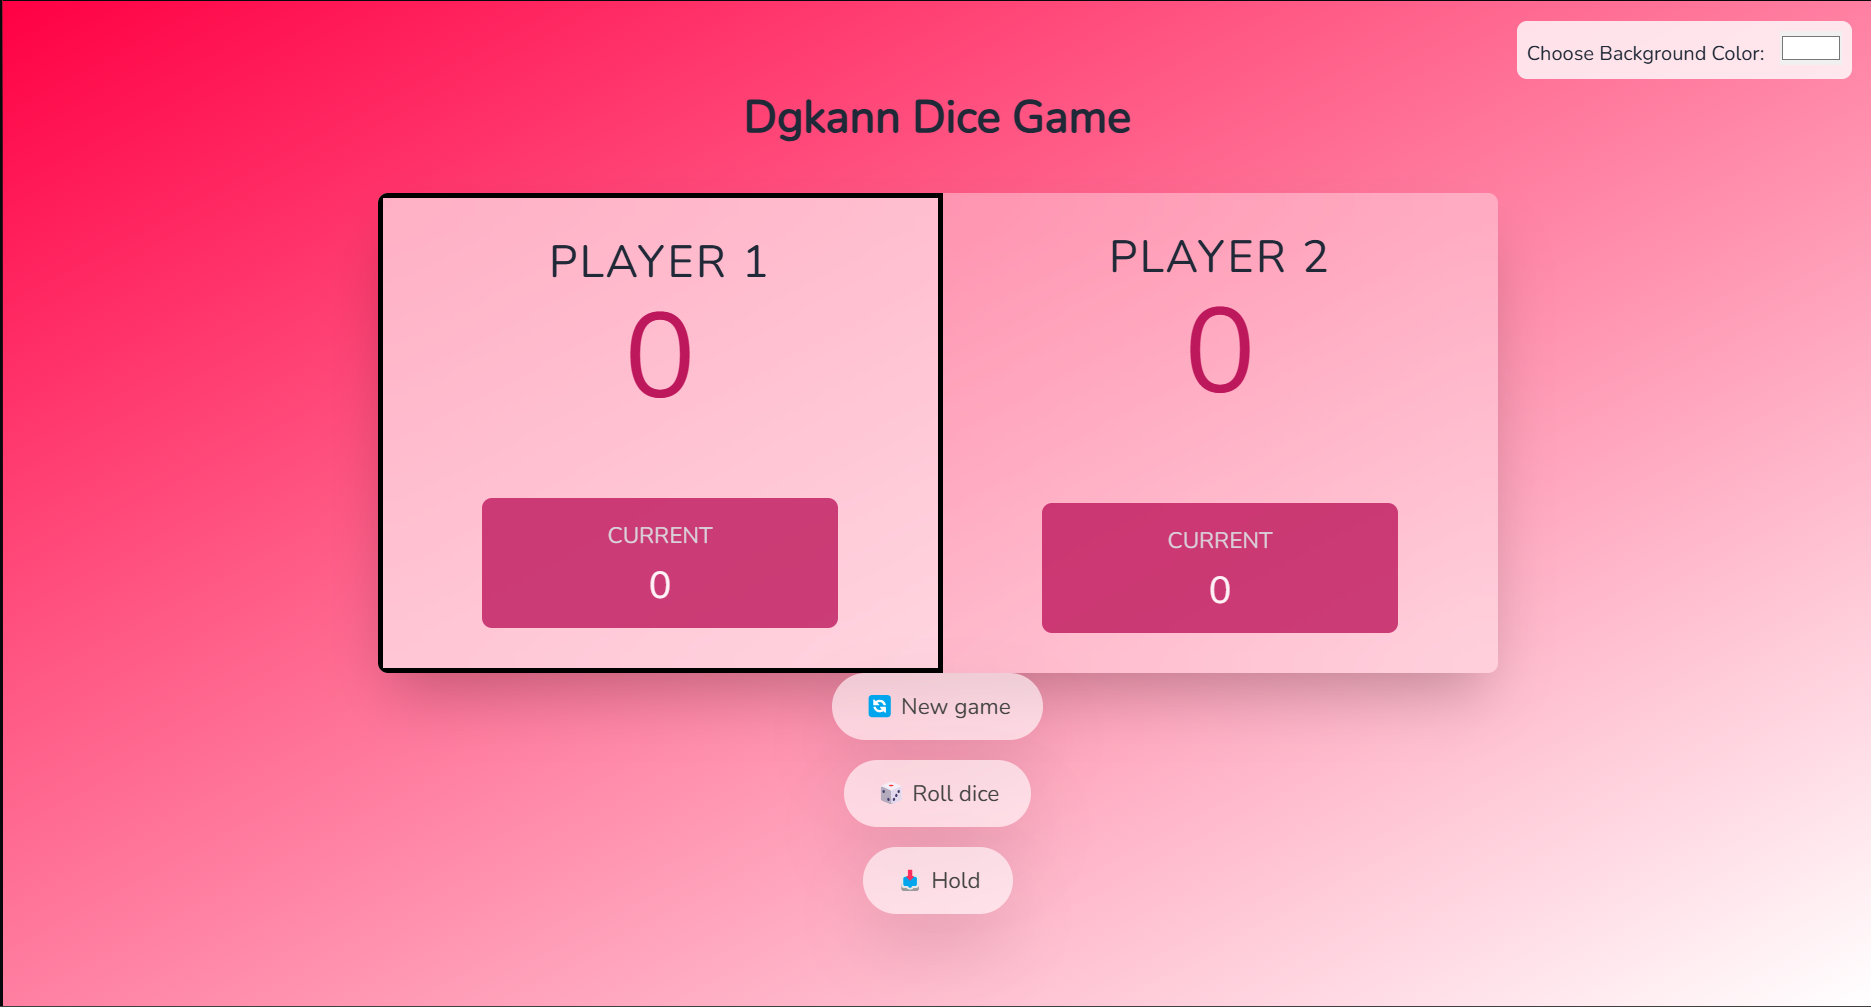 Choose Background Color:
Dgkann Dice Game
PLAYER 1
0
CURRENT
0
PLAYER 2
0
CURRENT
0
New game
Roll dice
Hold